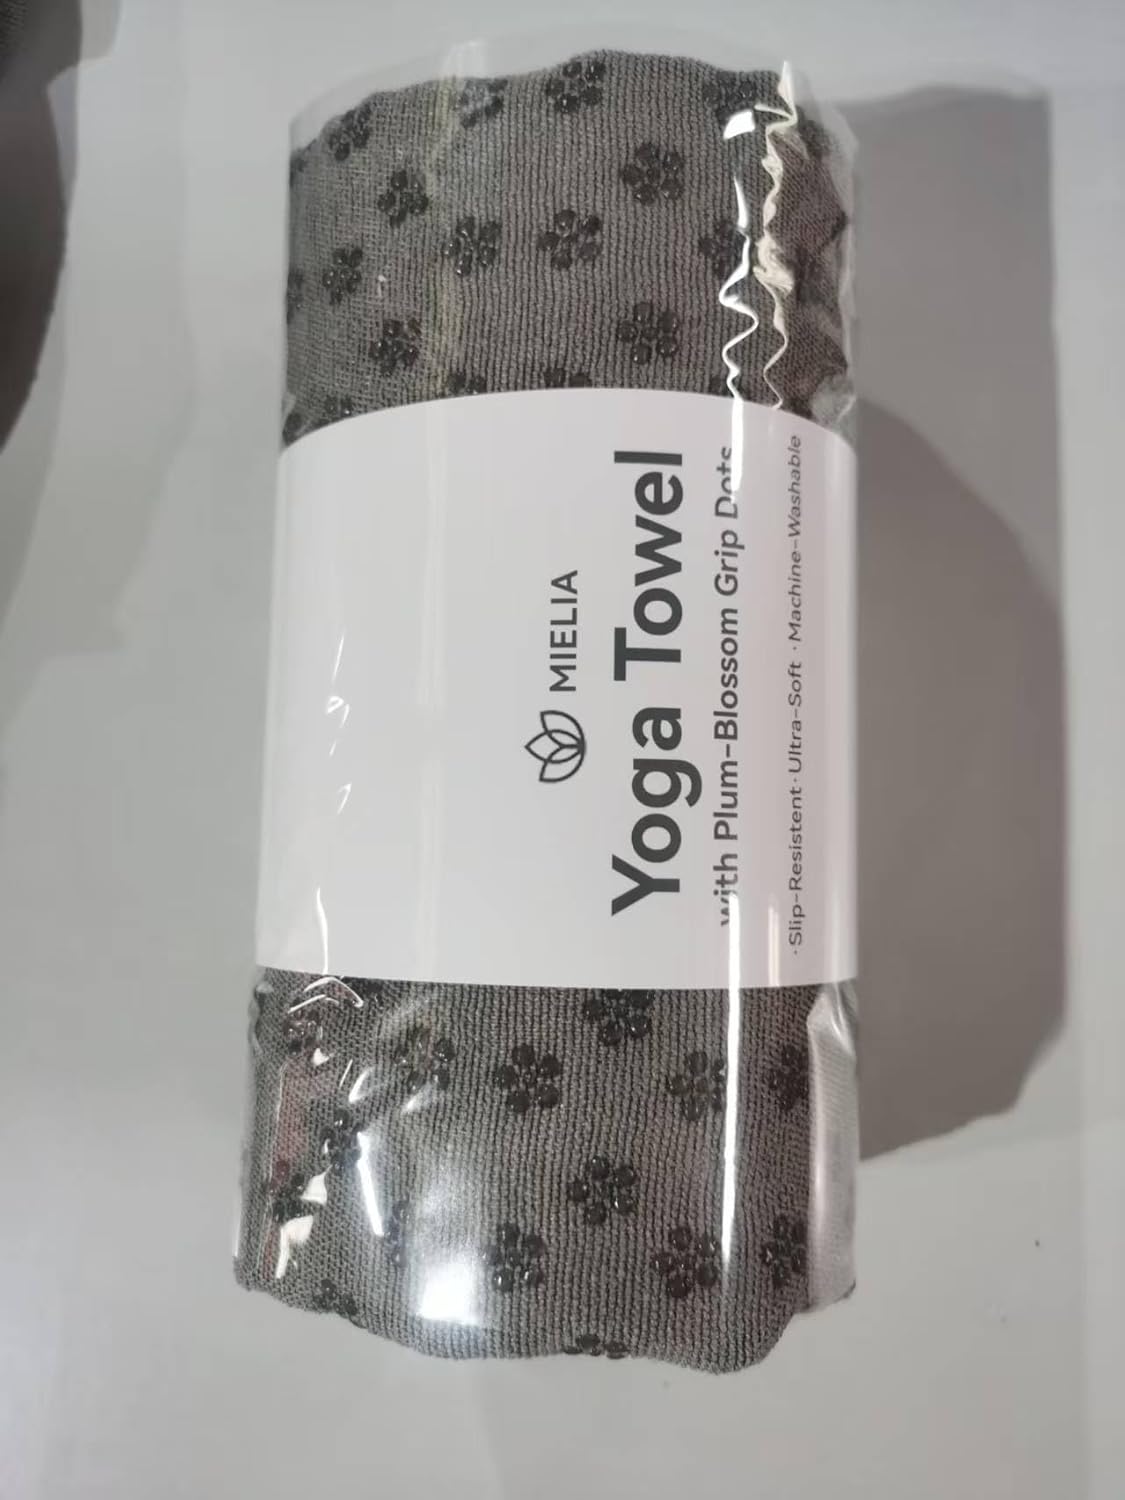 MIELIA
Yoga Towel
with Plum-Blossom Grip Dots
·Slip-Resistent·Ultra-Soft ·Machine-Washable